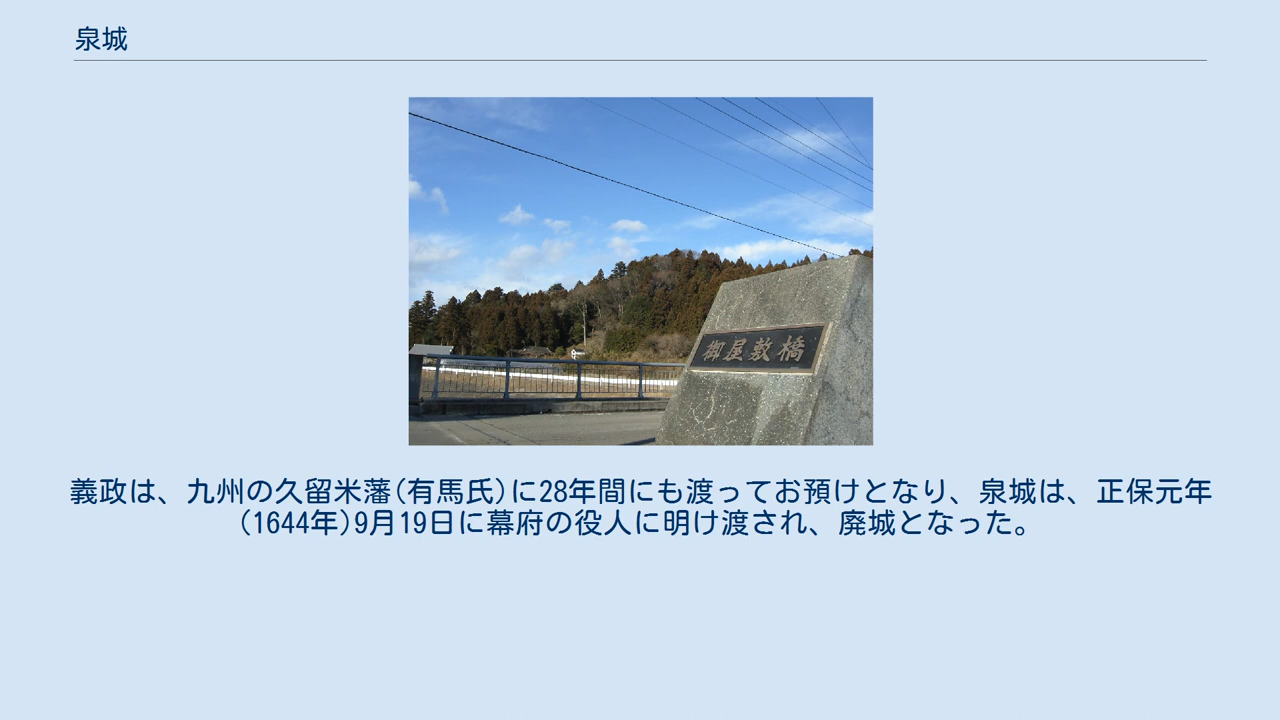 泉城
御屋敷橋
義政は、九州の久留米藩(有馬氏)に28年間にも渡ってお預けとなり、泉城は、正保元年
(1644年)9月19日に幕府の役人に明け渡され、廃城となった。